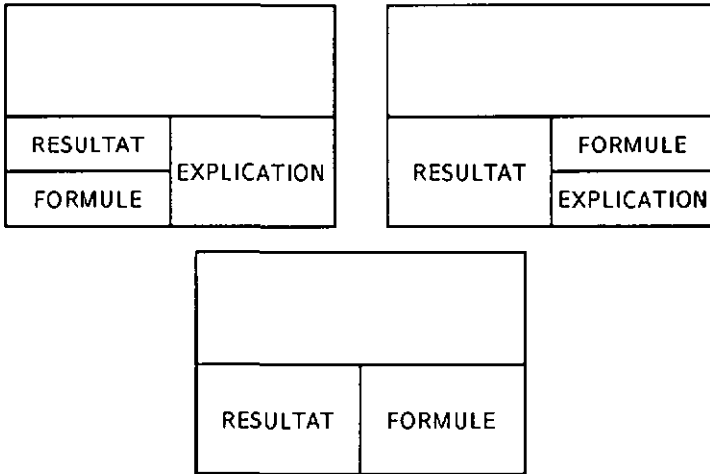 RESULTAT
FORMULE
EXPLICATION
RESULTAT
FORMULE
EXPLICATION
RESULTAT FORMULE